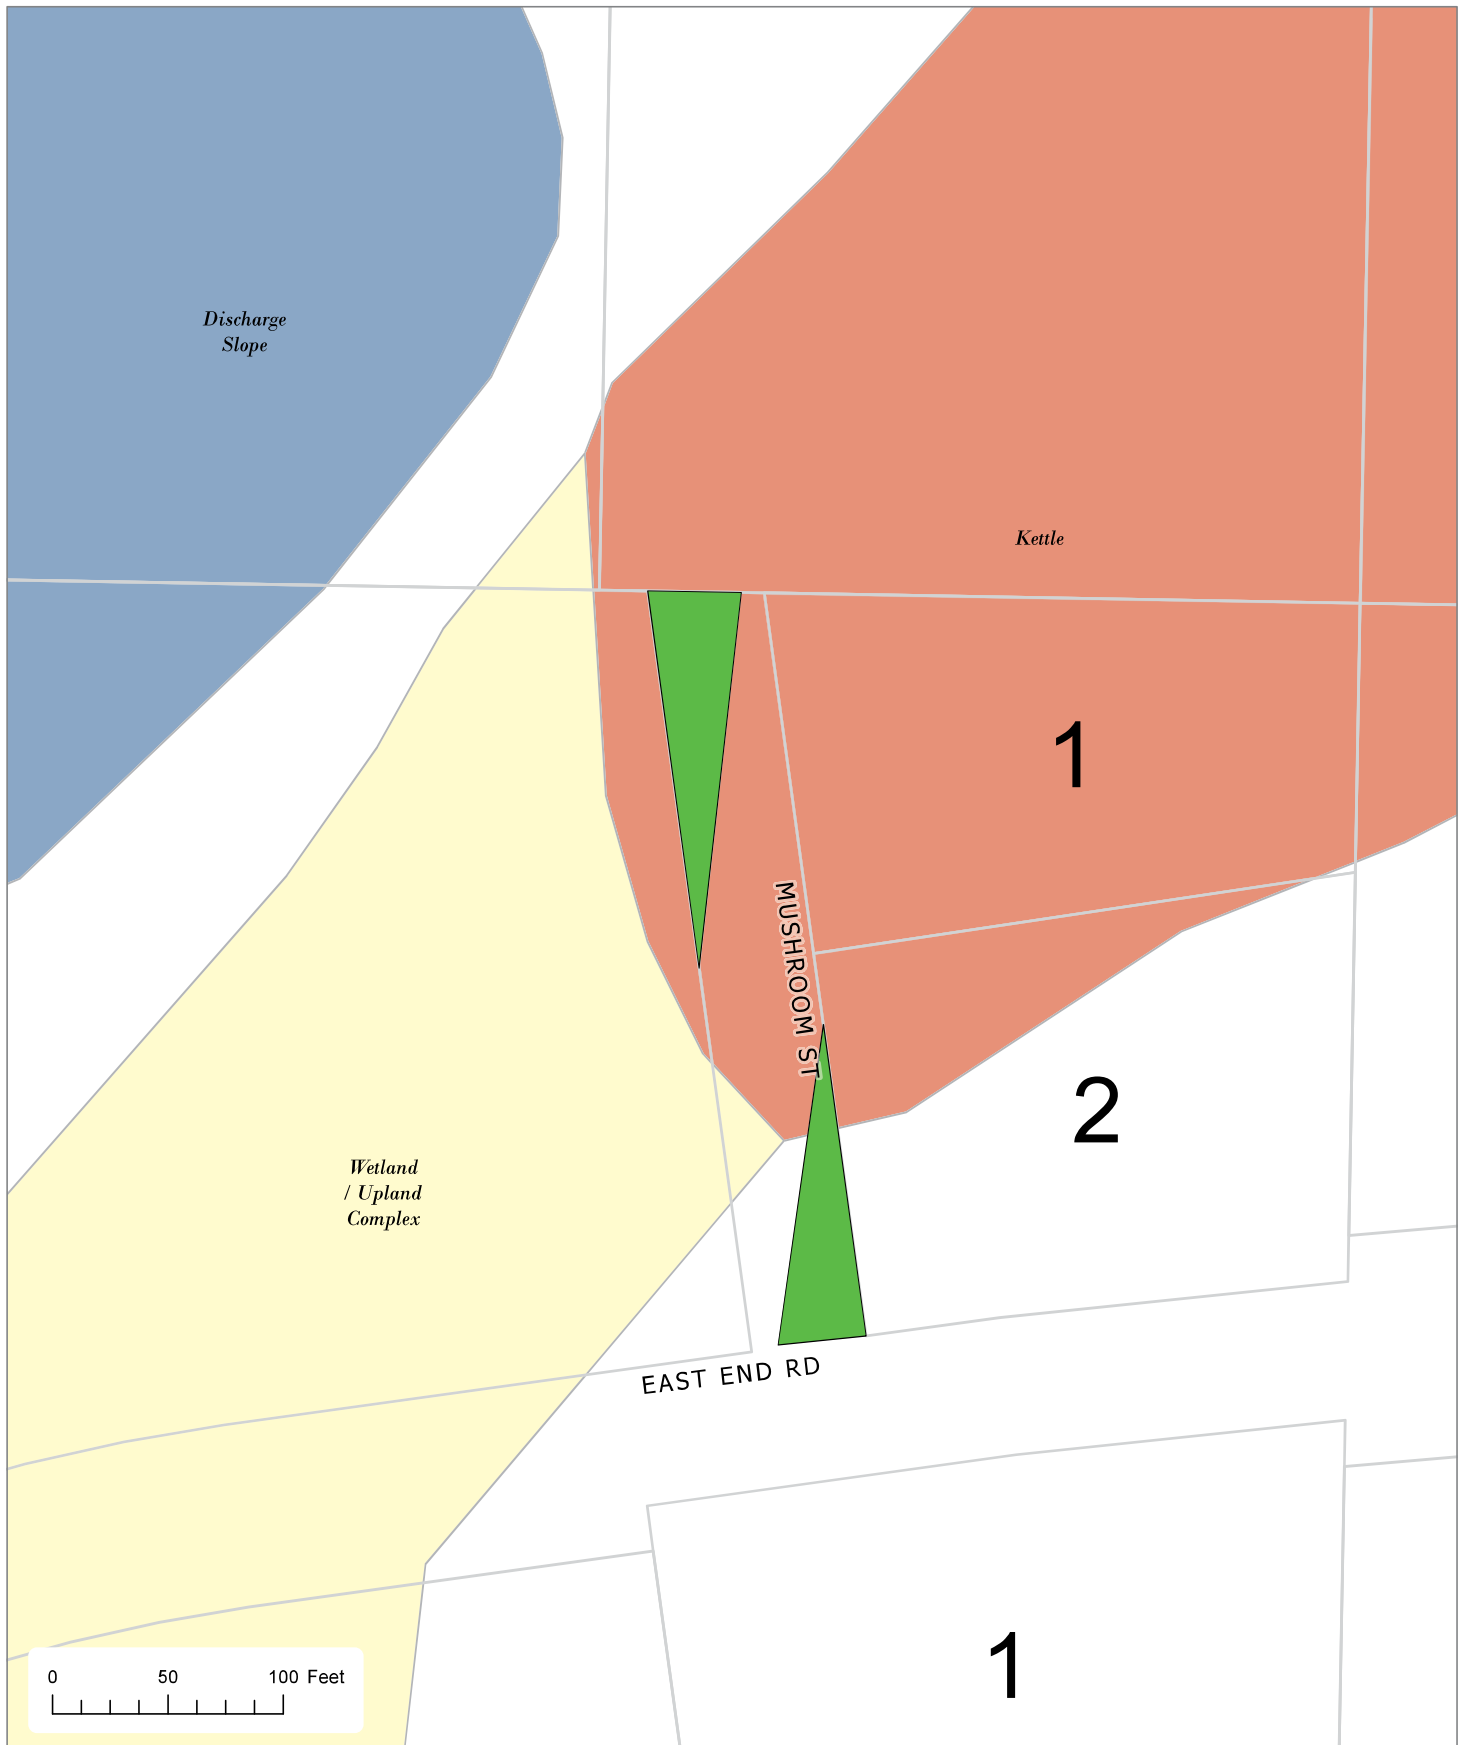 Discharge
Slope
Kettle
1
MUSHROOM ST
2
Wetland
/ Upland
Complex
EAST END RD
1
0 50 100 Feet